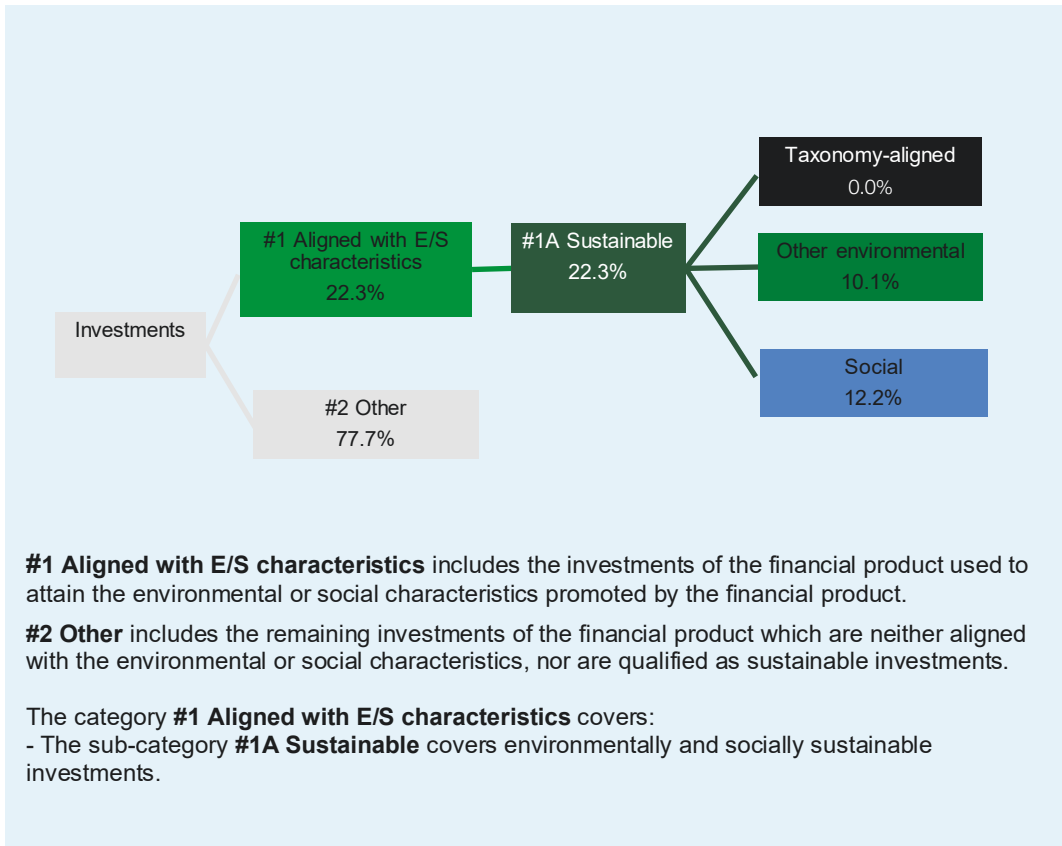 Taxonomy-aligned
0.0%
#1 Aligned with E/S
characteristics
22.3%
#1A Sustainable
22.3%
Other environmental
10.1%
Investments
Social
12.2%
#2 Other
77.7%
#1 Aligned with E/S characteristics includes the investments of the financial product used to
attain the environmental or social characteristics promoted by the financial product.
#2 Other includes the remaining investments of the financial product which are neither aligned
with the environmental or social characteristics, nor are qualified as sustainable investments.
The category #1 Aligned with E/S characteristics covers:
- The sub-category #1A Sustainable covers environmentally and socially sustainable
investments.